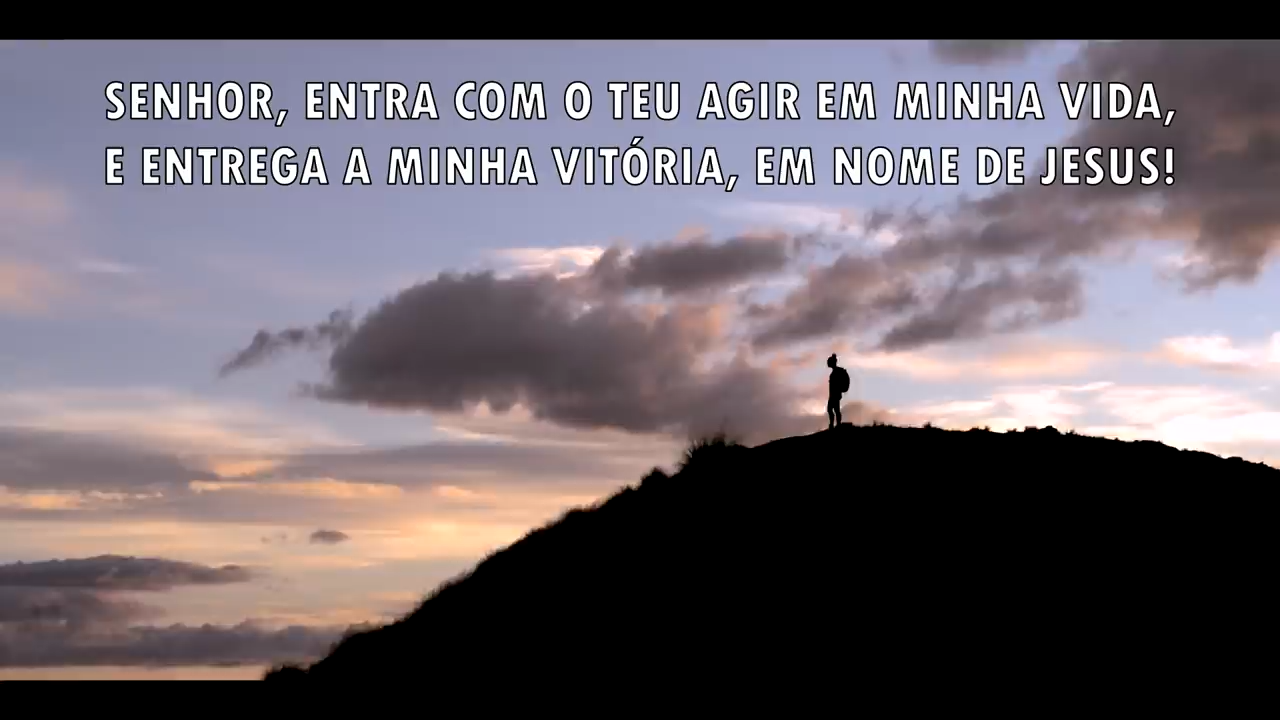 SENHOR, ENTRA COM O TEU AGIR EM MINHA VIDA,
E ENTREGA A MINHA VITÓRIA, EM NOME DE JESUS!